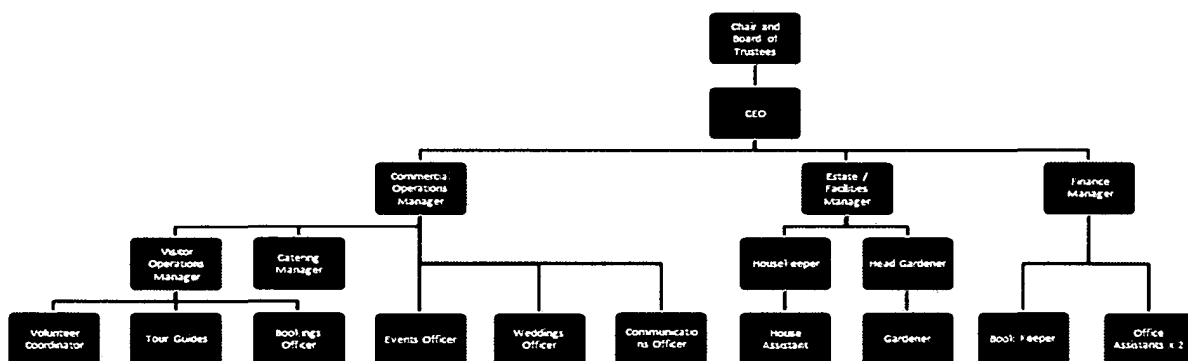 Chair and
Board of
Trustees
CEO
Commercial
Operations
Manager
Estate /
Facilities
Manager
Finance
Manager
Visitor
Operations
Manager
Catering
Manager
Housekeeper
Head Gardener
Volunteer
Coordinator
Tour Guides
Bookings
Officer
Events Officer
Weddings
Officer
Communicatio
ns Officer
House
Assistant
Gardener
Book Keeper
Office
Assistants x 2